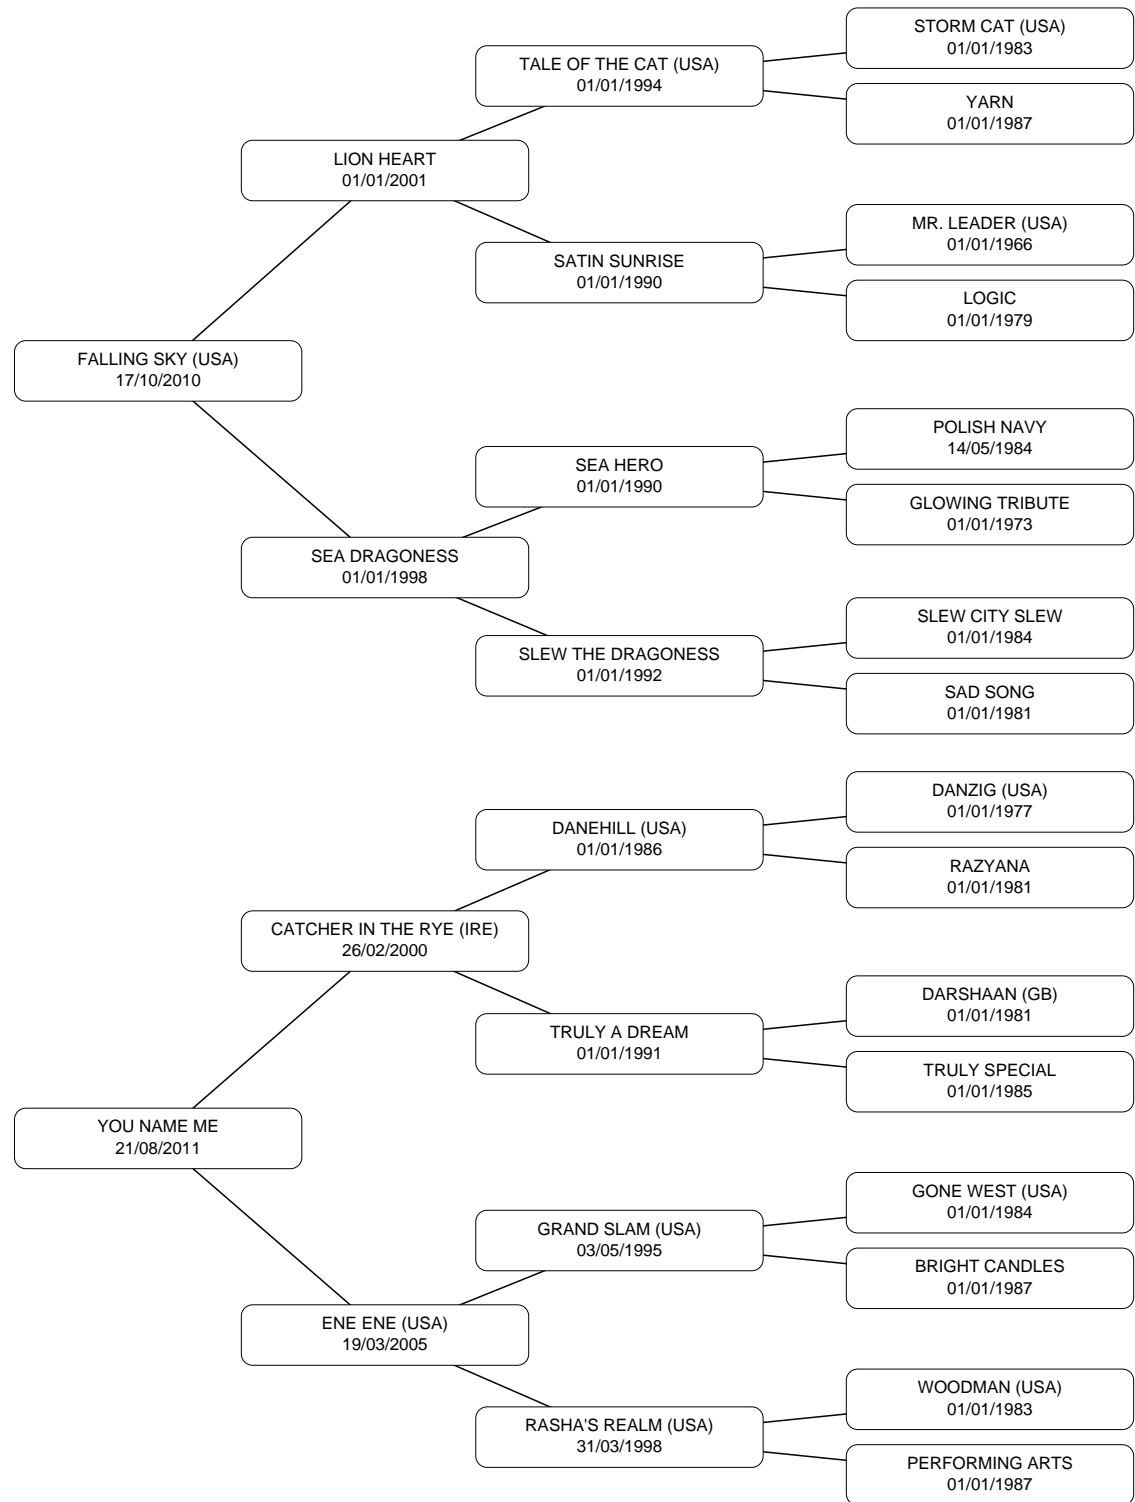 STORM CAT (USA)
01/01/1983
TALE OF THE CAT (USA)
01/01/1994
YARN
01/01/1987
LION HEART
01/01/2001
MR. LEADER (USA)
01/01/1966
SATIN SUNRISE
01/01/1990
LOGIC
01/01/1979
FALLING SKY (USA)
17/10/2010
POLISH NAVY
14/05/1984
SEA HERO
01/01/1990
GLOWING TRIBUTE
01/01/1973
SEA DRAGONESS
01/01/1998
SLEW CITY SLEW
01/01/1984
SLEW THE DRAGONESS
01/01/1992
SAD SONG
01/01/1981
DANZIG (USA)
01/01/1977
DANEHILL (USA)
01/01/1986
RAZYANA
01/01/1981
CATCHER IN THE RYE (IRE)
26/02/2000
DARSHAAN (GB)
01/01/1981
TRULY A DREAM
01/01/1991
TRULY SPECIAL
01/01/1985
YOU NAME ME
21/08/2011
GONE WEST (USA)
01/01/1984
GRAND SLAM (USA)
03/05/1995
BRIGHT CANDLES
01/01/1987
ENE ENE (USA)
19/03/2005
WOODMAN (USA)
01/01/1983
RASHA'S REALM (USA)
31/03/1998
PERFORMING ARTS
01/01/1987